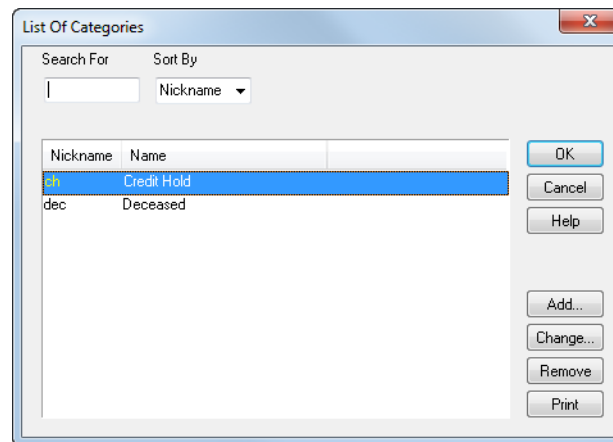 List Of Categories
Search For Sort By
Nickname
Nickname Name
ch Credit Hold
dec Deceased
OK
Cancel
Help
Add...
Change...
Remove
Print